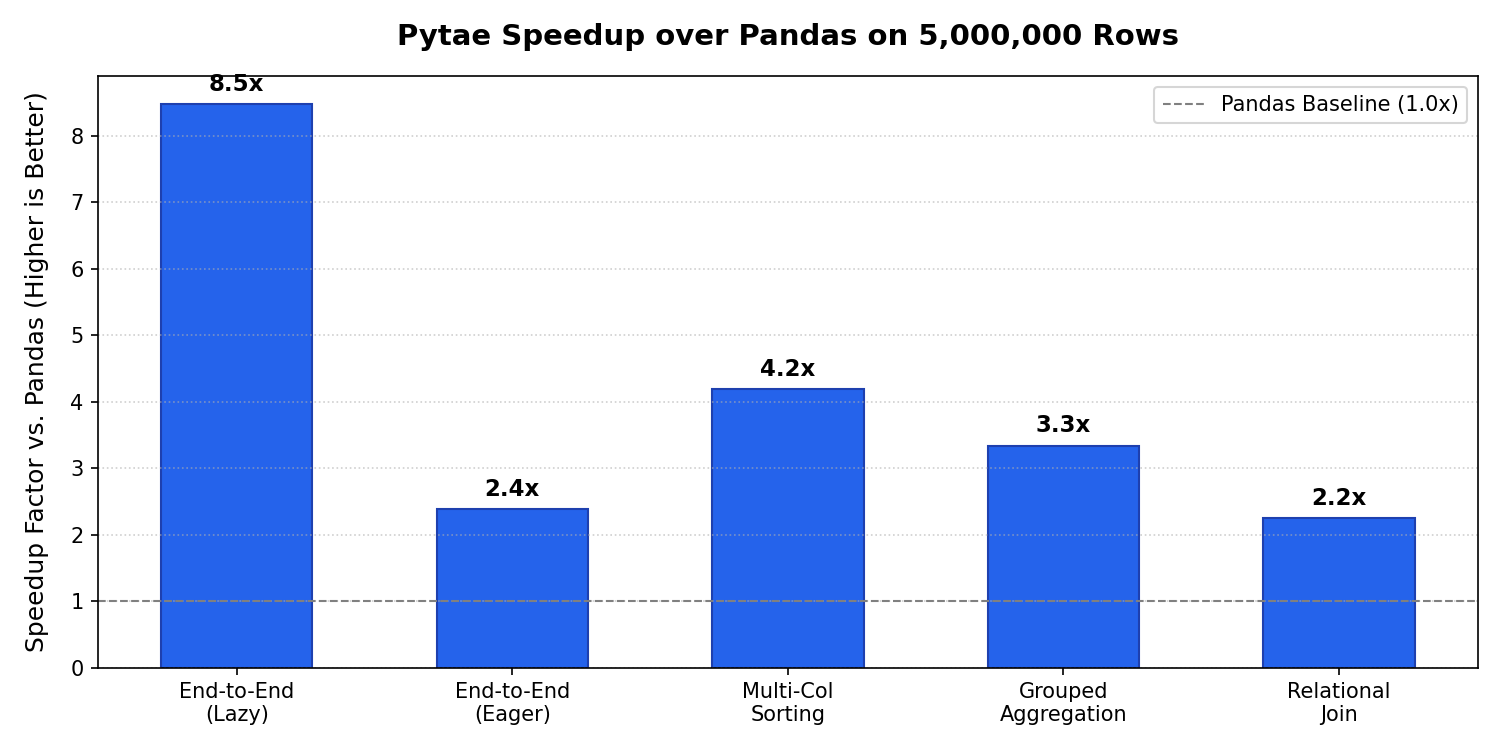 Pytae Speedup over Pandas on 5,000,000 Rows
Speedup Factor vs. Pandas (Higher is Better)
8
7
6
5
4
3
2
1
0
Pandas Baseline (1.0x)
8.5x
2.4x
4.2x
3.3x
2.2x
End-to-End
(Lazy)
End-to-End
(Eager)
Multi-Col
Sorting
Grouped
Aggregation
Relational
Join